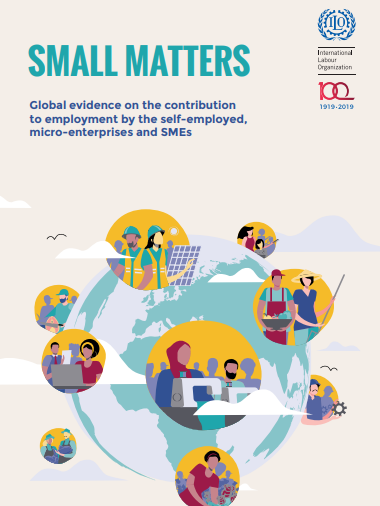 SMALL MATTERS
Global evidence on the contribution
to employment by the self-employed,
micro-enterprises and SMEs
ILO
International
Labour
Organization
100
1919·2019